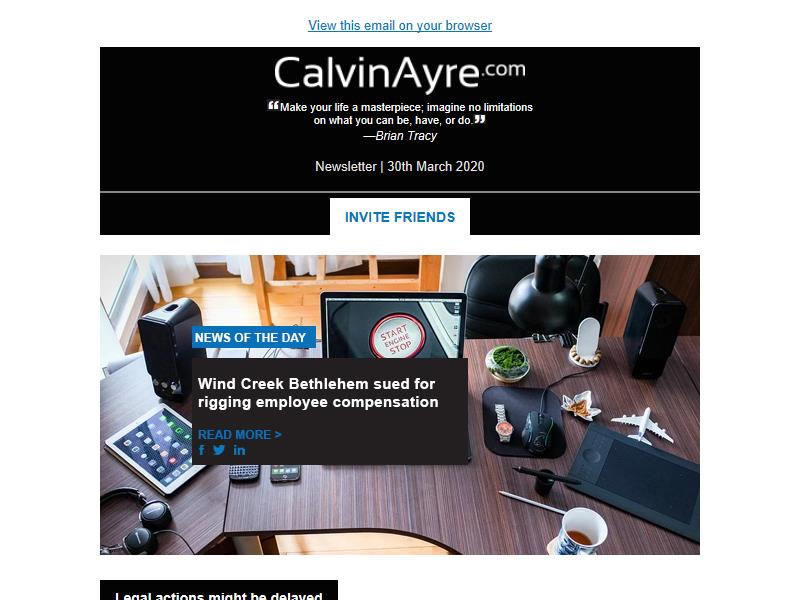 View this email on your browser
CalvinAyre.com
❝Make your life a masterpiece; imagine no limitations
on what you can be, have, or do.❞
—Brian Tracy
Newsletter | 30th March 2020
INVITE FRIENDS
START
ENGINE
STOP
NEWS OF THE DAY
Wind Creek Bethlehem sued for
rigging employee compensation
READ MORE >
Legal actions might be delayed